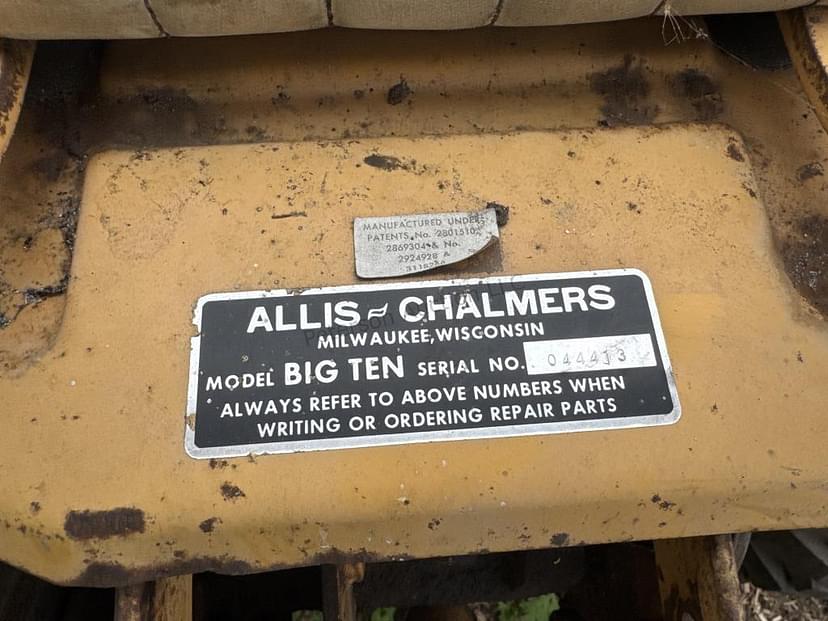 MANUFACTURED UNDER
PATENTS No. 2801510,
2869304 & No.
2924928 &
ALLIS-CHALMERS
MILWAUKEE, WISCONSIN
MODEL BIG TEN SERIAL NO. 044413
ALWAYS REFER TO ABOVE NUMBERS WHEN
WRITING OR ORDERING REPAIR PARTS